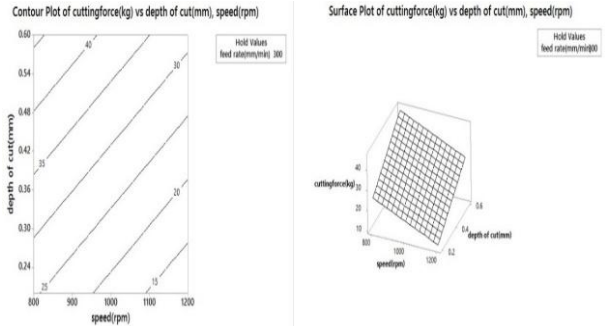 Contour Plot of cuttingforce(kg) vs depth of cut(mm), speed(rpm)
Hold Values
feed rate(mm/min) 300
depth of cut(mm)
0.60
0.54
0.48
0.42
0.36
0.30
0.24
40
30
35
20
25
15
800 900 1000 1100 1200
speed(rpm)
Surface Plot of cuttingforce(kg) vs depth of cut(mm), speed(rpm)
Hold Values
feed rate(mm/min)
cuttingforce(kg)
40
30
20
10
800
1000
1200
speed(rpm)
0.6
0.4
0.2
depth of cut(mm)